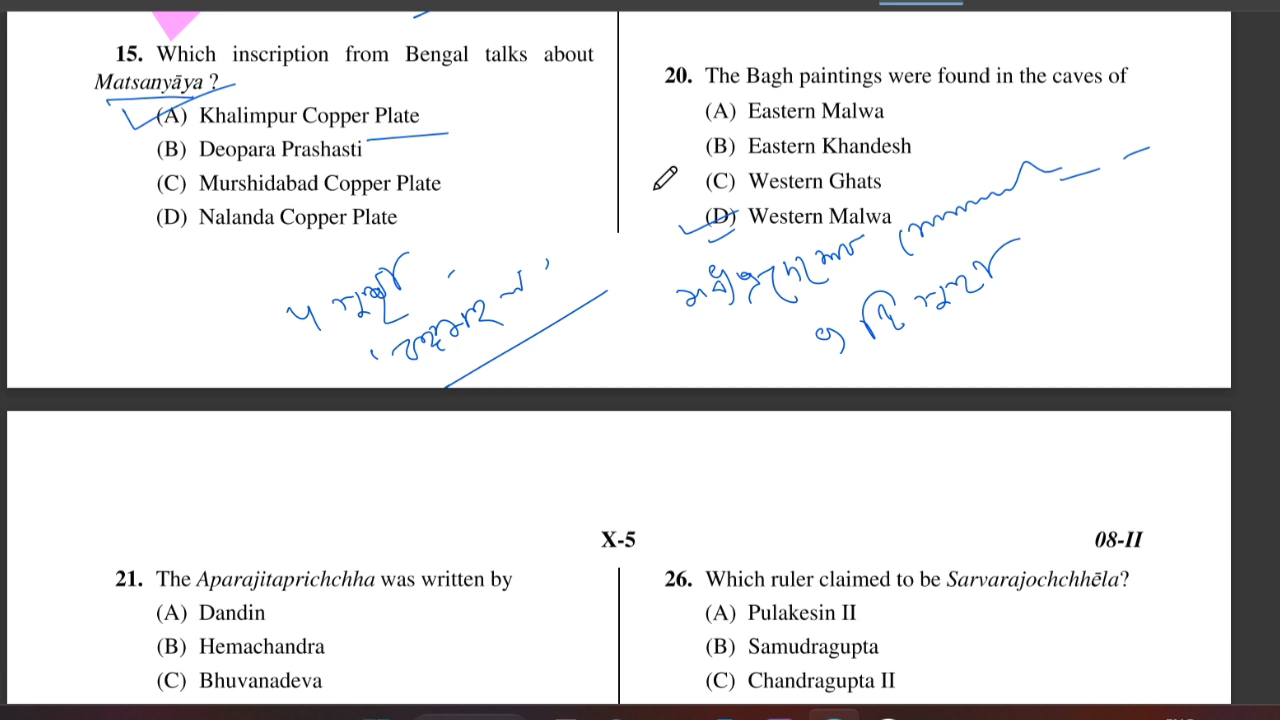 15. Which inscription from Bengal talks about
Matsanyāya ?
(A) Khalimpur Copper Plate
(B) Deopara Prashasti
(C) Murshidabad Copper Plate
(D) Nalanda Copper Plate
20. The Bagh paintings were found in the caves of
(A) Eastern Malwa
(B) Eastern Khandesh
(C) Western Ghats
(D) Western Malwa
X-5
08-II
21. The Aparajitaprichchha was written by
(A) Dandin
(B) Hemachandra
(C) Bhuvanadeva
26. Which ruler claimed to be Sarvarajochchhēla?
(A) Pulakesin II
(B) Samudragupta
(C) Chandragupta II